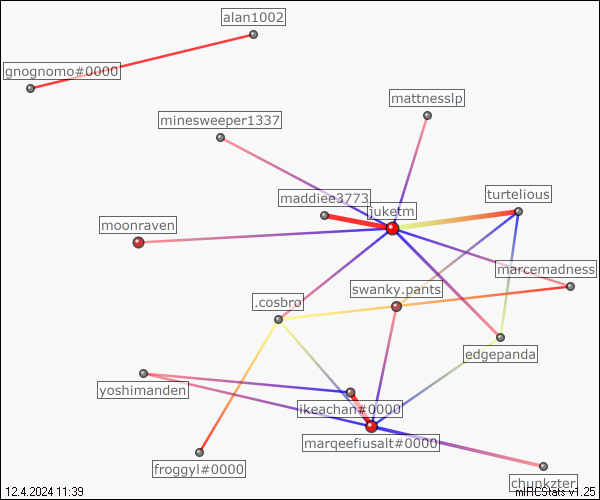 alan1002
gnognomo#0000
mattnesslp
minesweeper1337
maddiee3773
turtelious
juketm
moonraven
marcemadness
swanky.pants
.cosbro
edgepanda
yoshimanden
ikeachan#0000
marqeefiusalt#0000
froggyl#0000
chupkzter
12.4.2024 11:39
mIRCStats v1.25